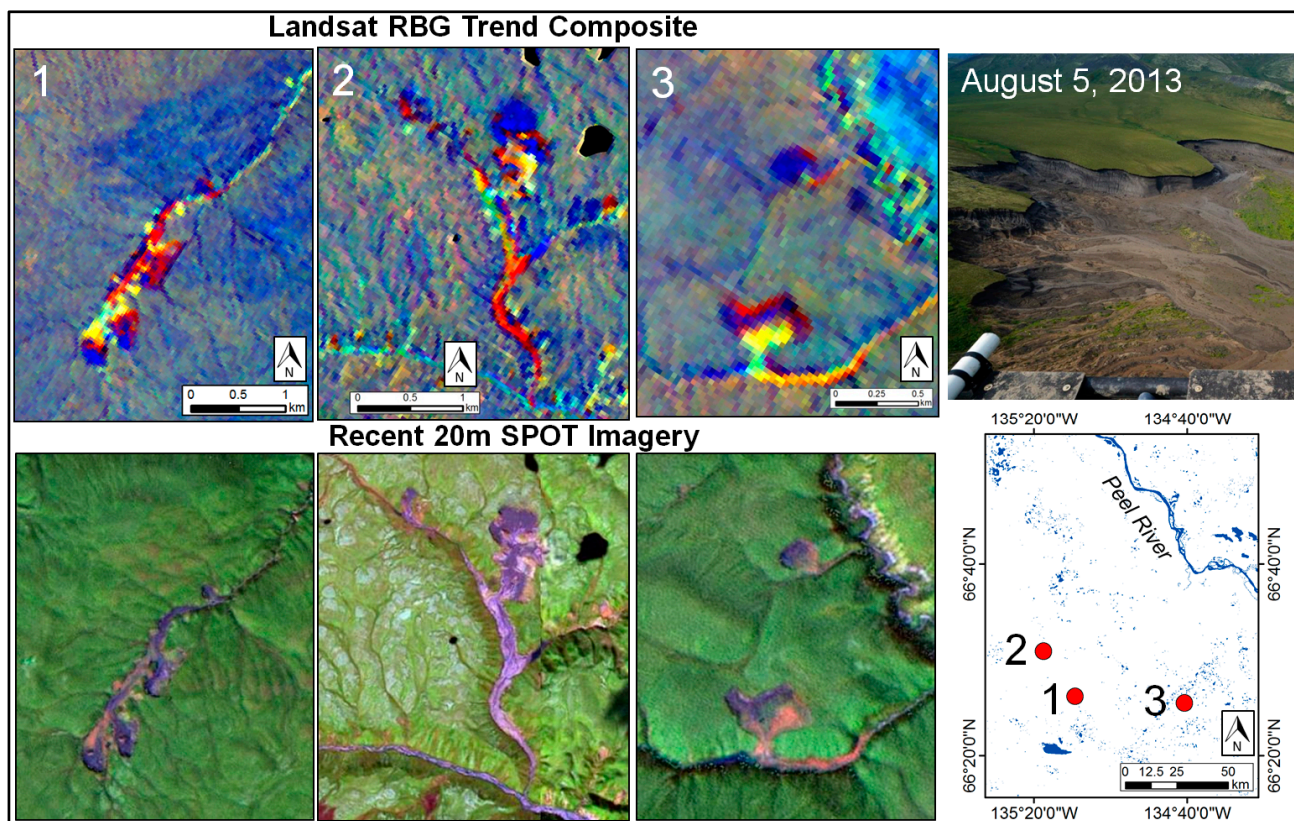 Landsat RBG Trend Composite
1
2
3
August 5, 2013
N
0 0.5 1
km
N
0 0.5 1
km
N
0 0.25 0.5
km
Recent 20m SPOT Imagery
135°20'0"W 134°40'0"W
66°40'0"N
66°20'0"N
Peel River
66°40'0"N
66°20'0"N
2
1
3
N
0 12.5 25 50
km
135°20'0"W 134°40'0"W